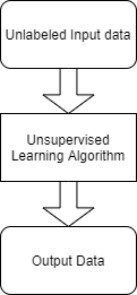 Unlabeled Input data
Unsupervised
Learning Algorithm
Output Data